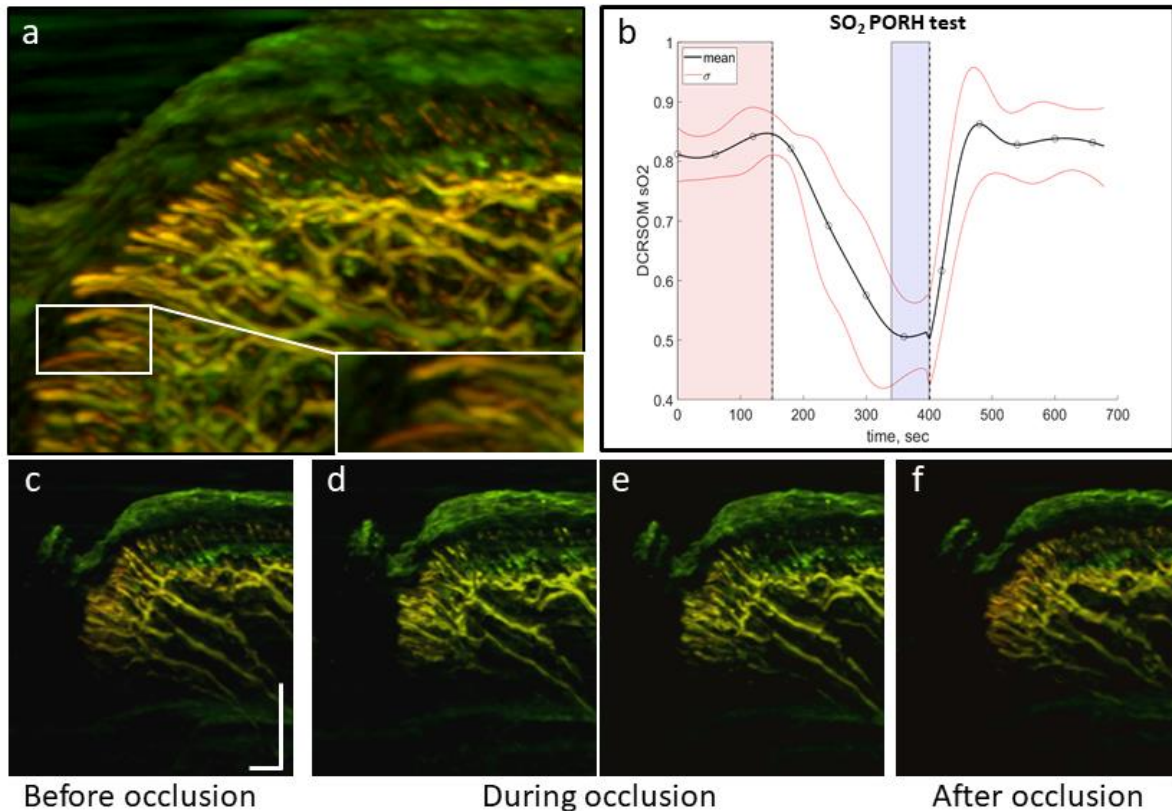 a
b
SO2 PORH test
mean
σ
1
0.9
0.8
0.7
0.6
0.5
0.4
DCRSOM sO2
0 100 200 300 400 500 600 700
time, sec
c
d
e
f
Before occlusion
During occlusion
After occlusion